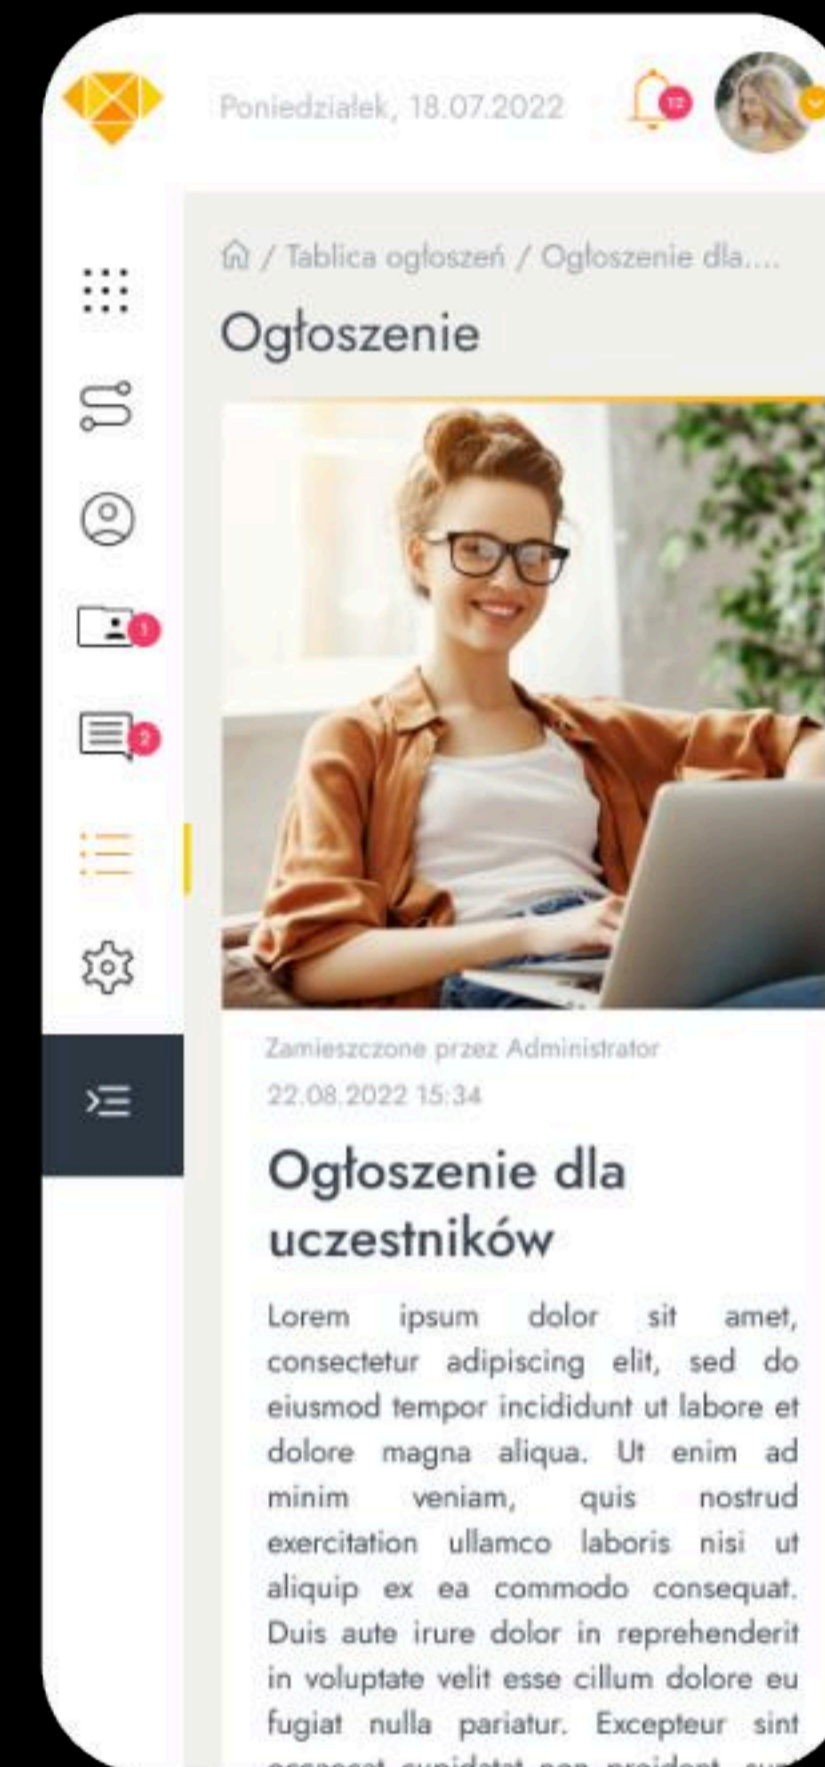 Poniedziałek, 18.07.2022
12
/ Tablica ogłoszeń / Ogłoszenie dla....
Ogłoszenie
1
2
Zamieszczone przez Administrator
22.08.2022 15:34
Ogłoszenie dla
uczestników
Lorem ipsum dolor sit amet,
consectetur adipiscing elit, sed do
eiusmod tempor incididunt ut labore et
dolore magna aliqua. Ut enim ad
minim veniam, quis nostrud
exercitation ullamco laboris nisi ut
aliquip ex ea commodo consequat.
Duis aute irure dolor in reprehenderit
in voluptate velit esse cillum dolore eu
fugiat nulla pariatur. Excepteur sint